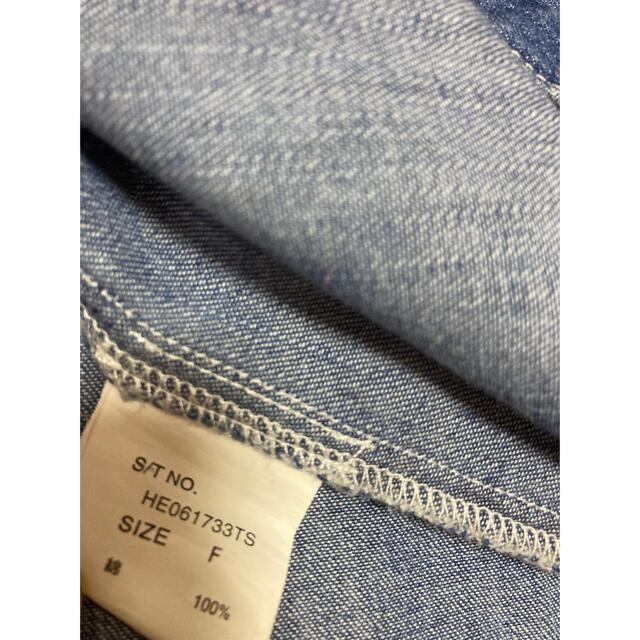 S/T NO.
HE061733TS
SIZE F
綿 100%